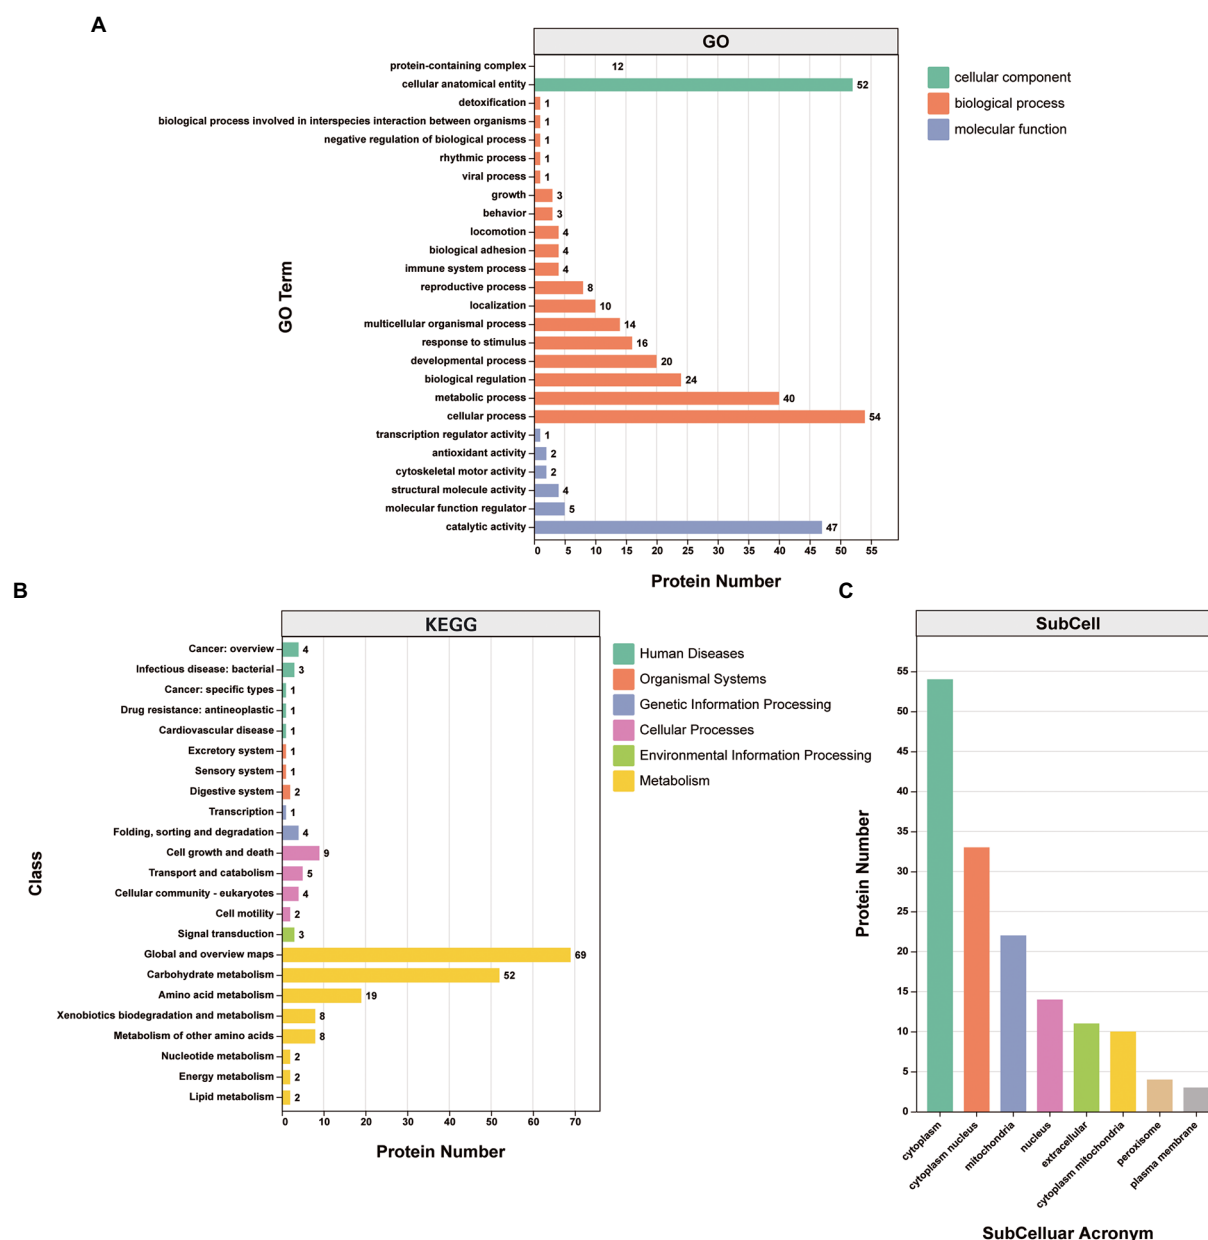 A
GO
protein-containing complex 12
cellular anatomical entity 52
detoxification 1
biological process involved in interspecies interaction between organisms 1
negative regulation of biological process 1
rhythmic process 1
viral process 1
growth 3
behavior 3
locomotion 4
biological adhesion 4
immune system process 4
reproductive process 8
localization 10
multicellular organismal process 14
response to stimulus 16
developmental process 20
biological regulation 24
metabolic process 40
cellular process 54
transcription regulator activity 1
antioxidant activity 2
cytoskeletal motor activity 2
structural molecule activity 4
molecular function regulator 5
catalytic activity 47
0 5 10 15 20 25 30 35 40 45 50 55
Protein Number
GO Term
cellular component
biological process
molecular function
B
KEGG
Cancer: overview 4
Infectious disease: bacterial 3
Cancer: specific types 1
Drug resistance: antineoplastic 1
Cardiovascular disease 1
Excretory system 1
Sensory system 1
Digestive system 2
Transcription 1
Folding, sorting and degradation 4
Cell growth and death 9
Transport and catabolism 5
Cellular community - eukaryotes 4
Cell motility 2
Signal transduction 3
Global and overview maps 69
Carbohydrate metabolism 52
Amino acid metabolism 19
Xenobiotics biodegradation and metabolism 8
Metabolism of other amino acids 8
Nucleotide metabolism 2
Energy metabolism 2
Lipid metabolism 2
0 10 20 30 40 50 60 70
Protein Number
Class
Human Diseases
Organismal Systems
Genetic Information Processing
Cellular Processes
Environmental Information Processing
Metabolism
C
SubCell
55
50
45
40
35
30
25
20
15
10
5
0
Protein Number
cytoplasm
cytoplasm nucleus
mitochondria
nucleus
extracellular
cytoplasm mitochondria
peroxisome
plasma membrane
SubCelluar Acronym